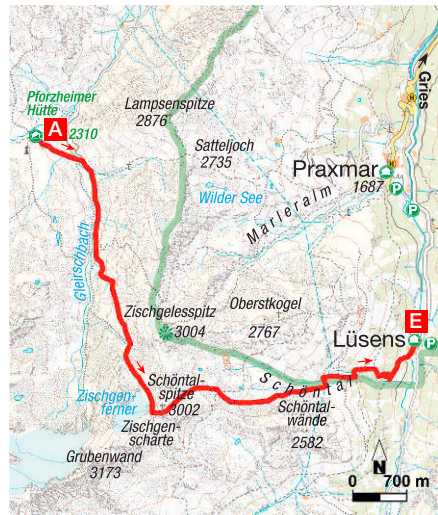 Gries
Pforzheimer
Hütte
A
2310
Lampsenspitze
2876
Satteljoch
2735
Praxmar
1687
H
H
P
P
Wilder See
Marleralm
Gleirschbach
Zischgelesspitz
3004
Oberstkogel
2767
E
Lüsens
P
Schöntal-
spitze
3002
Schöntal
Zischgen-
ferner
Zischgen-
scharte
Schöntal-
wände
2582
Grubenwand
3173
N
0 700 m